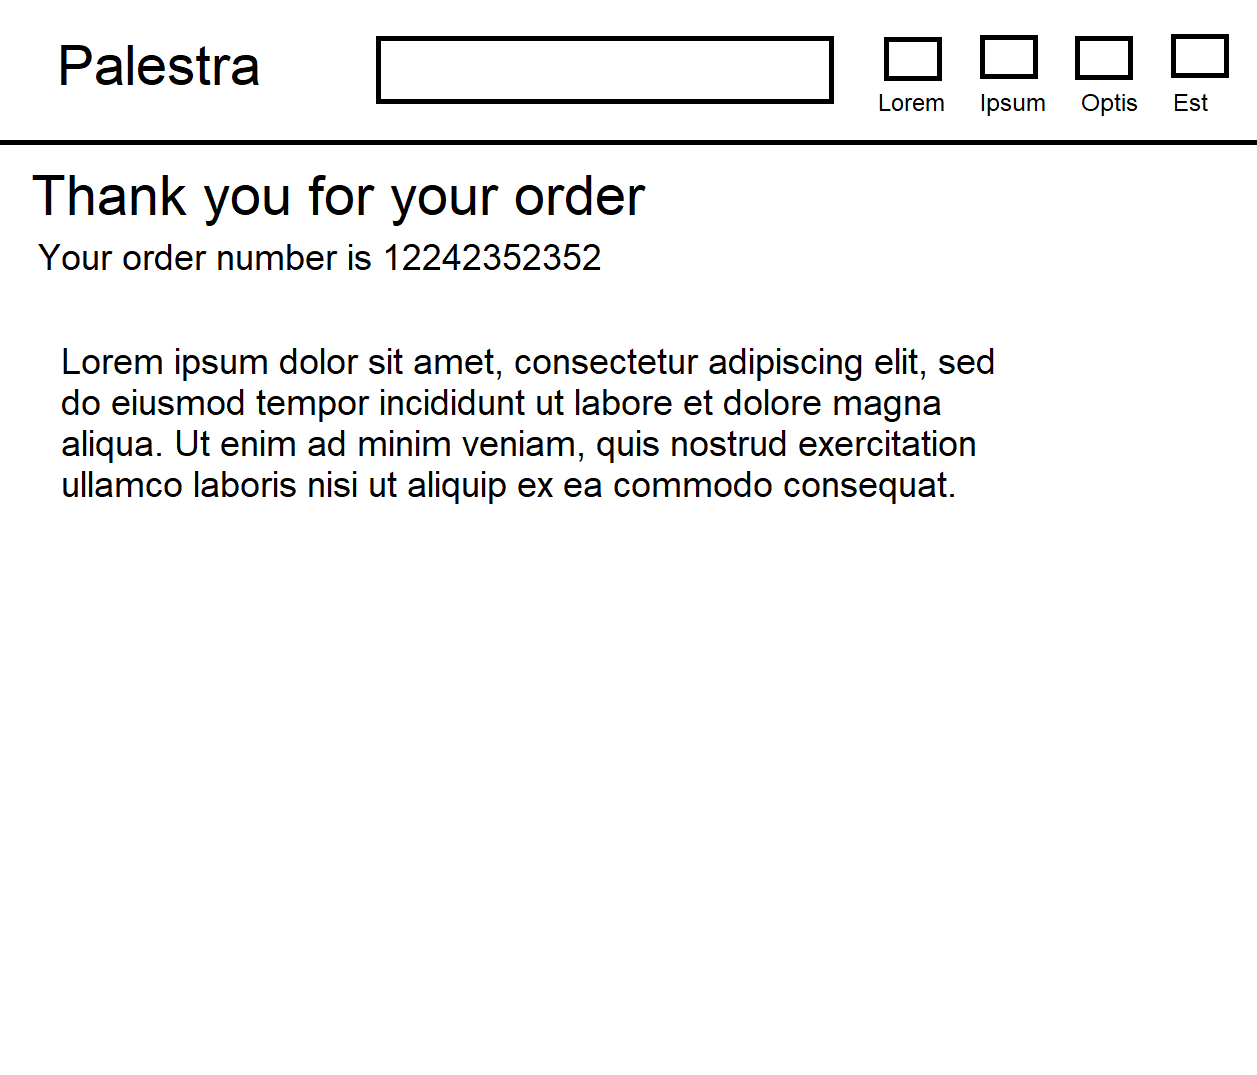 Palestra
Lorem Ipsum Optis Est
Thank you for your order
Your order number is 12242352352
Lorem ipsum dolor sit amet, consectetur adipiscing elit, sed
do eiusmod tempor incididunt ut labore et dolore magna
aliqua. Ut enim ad minim veniam, quis nostrud exercitation
ullamco laboris nisi ut aliquip ex ea commodo consequat.